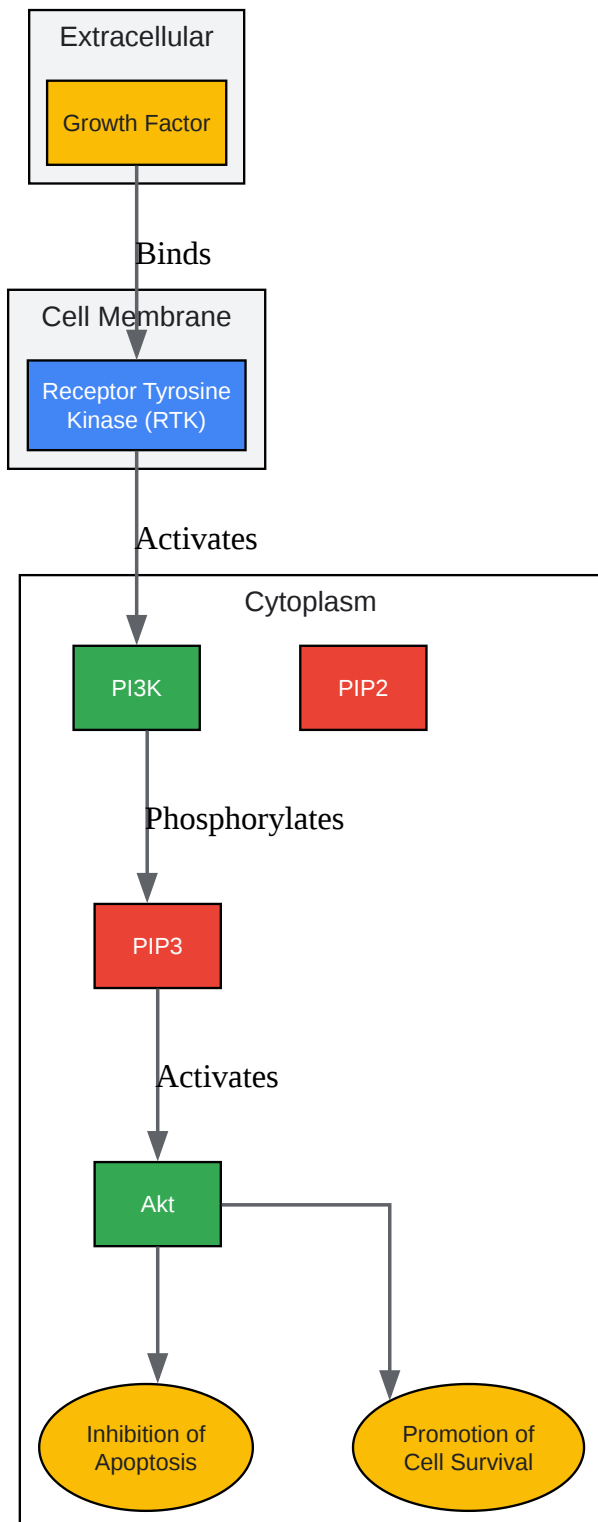 Extracellular
Growth Factor
Binds
Cell Membrane
Receptor Tyrosine
Kinase (RTK)
Activates
Cytoplasm
PI3K
PIP2
Phosphorylates
PIP3
Activates
Akt
Inhibition of
Apoptosis
Promotion of
Cell Survival